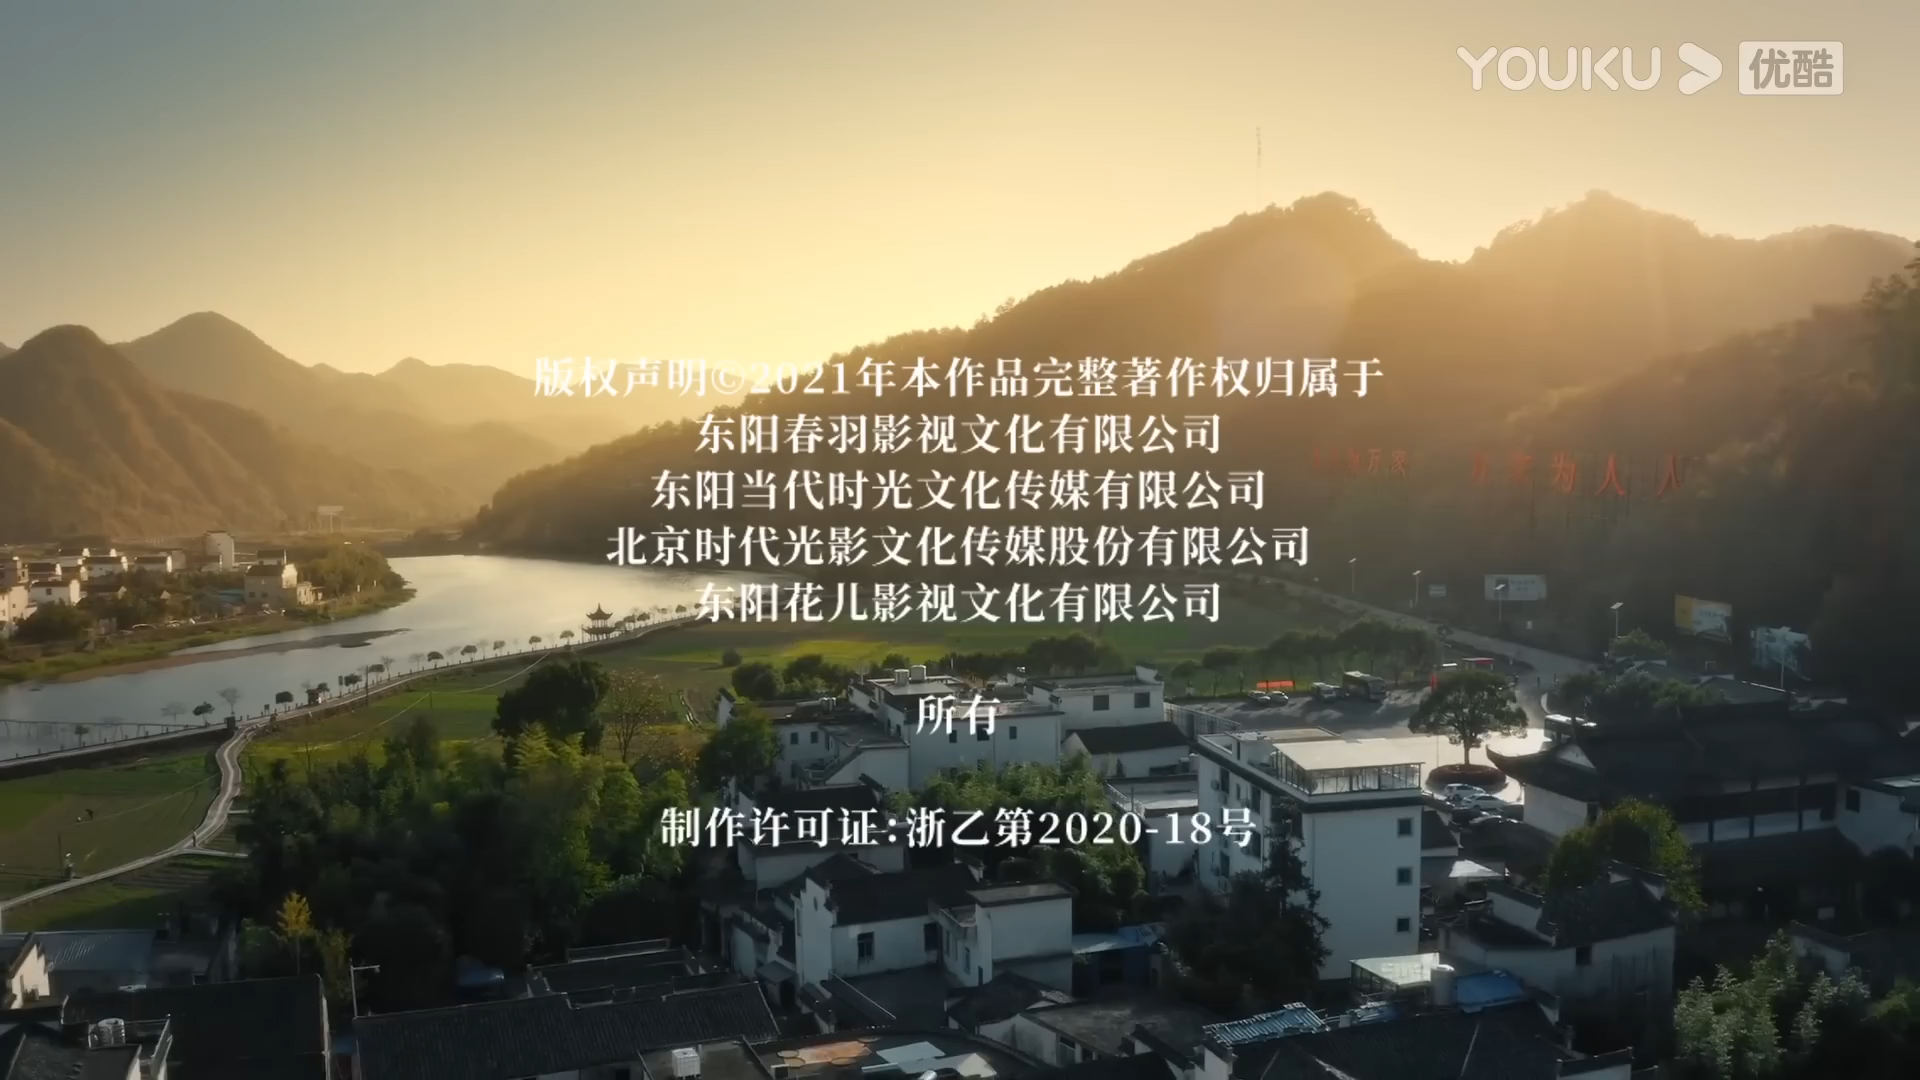 YOUKU 优酷
版权声明©2021年本作品完整著作权归属于
东阳春羽影视文化有限公司
东阳当代时光文化传媒有限公司
北京时代光影文化传媒股份有限公司
东阳花儿影视文化有限公司
为人人
所有
制作许可证:浙乙第2020-18号